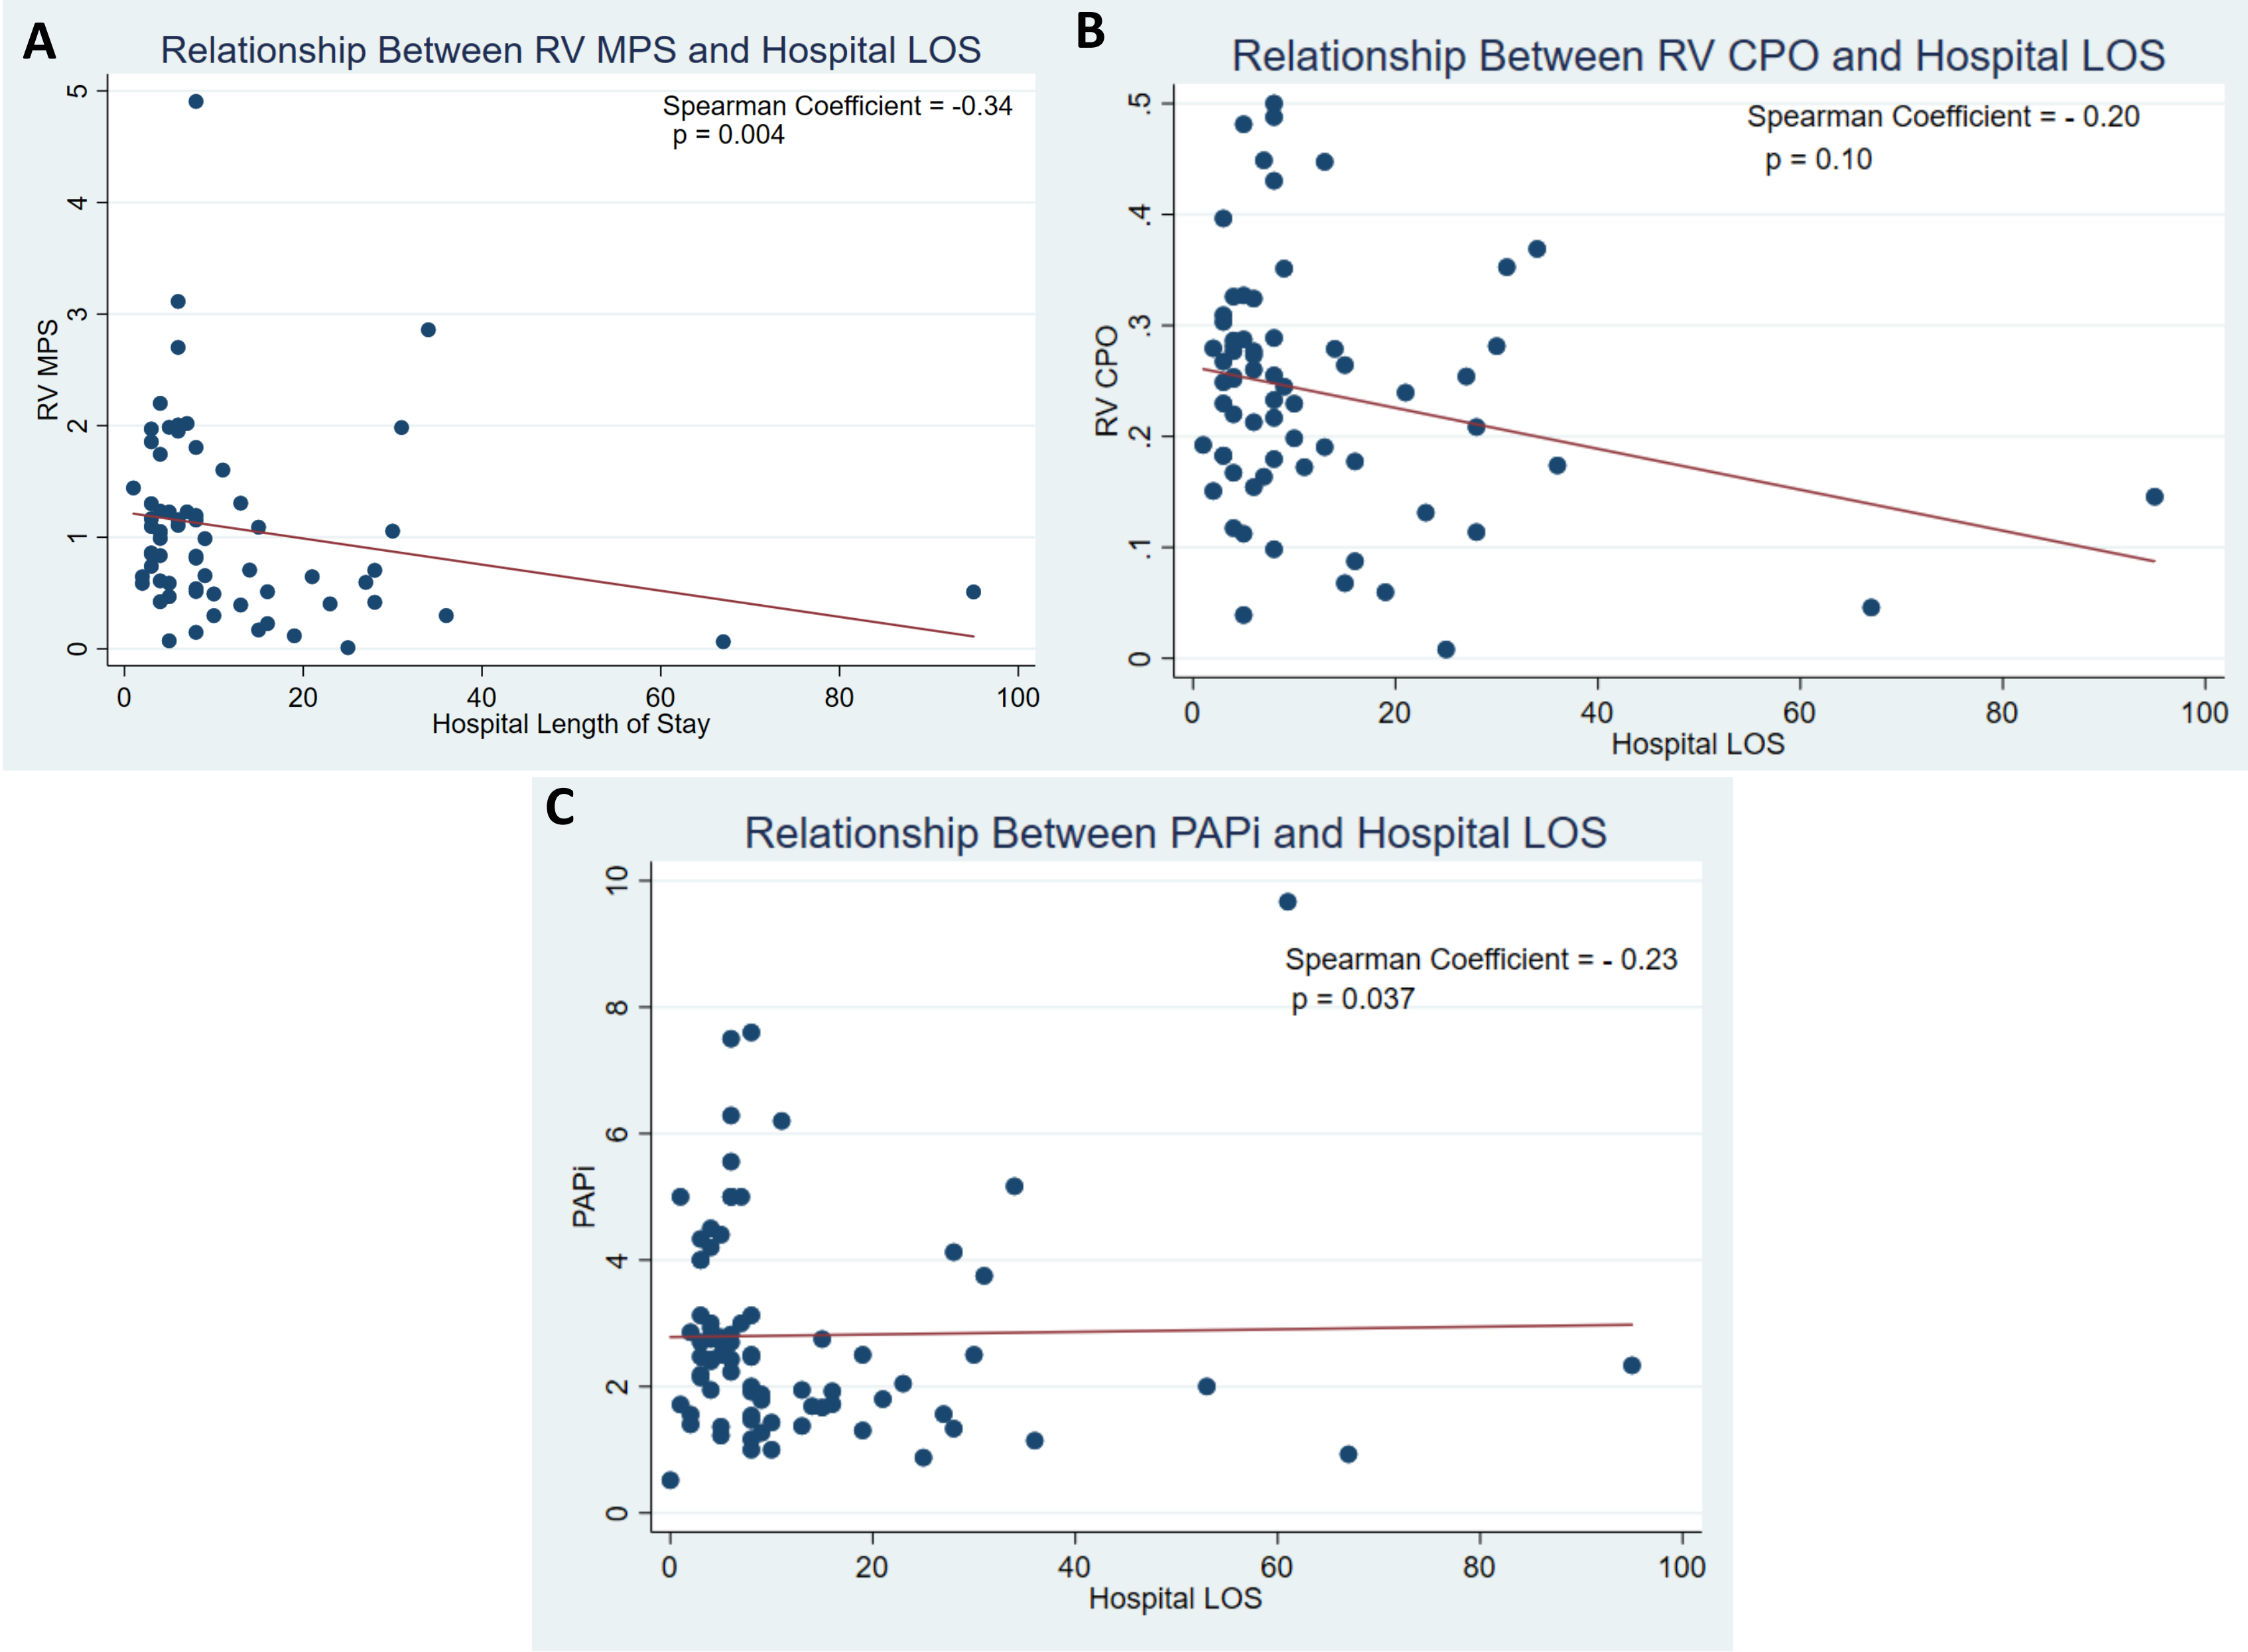 A
Relationship Between RV MPS and Hospital LOS
Spearman Coefficient = -0.34
p = 0.004
RV MPS
5
4
3
2
1
0
0 20 40 60 80 100
Hospital Length of Stay
B
Relationship Between RV CPO and Hospital LOS
Spearman Coefficient = - 0.20
p = 0.10
RV CPO
.5
.4
.3
.2
.1
0
0 20 40 60 80 100
Hospital LOS
C
Relationship Between PAPi and Hospital LOS
Spearman Coefficient = - 0.23
p = 0.037
PAPi
10
8
6
4
2
0
0 20 40 60 80 100
Hospital LOS